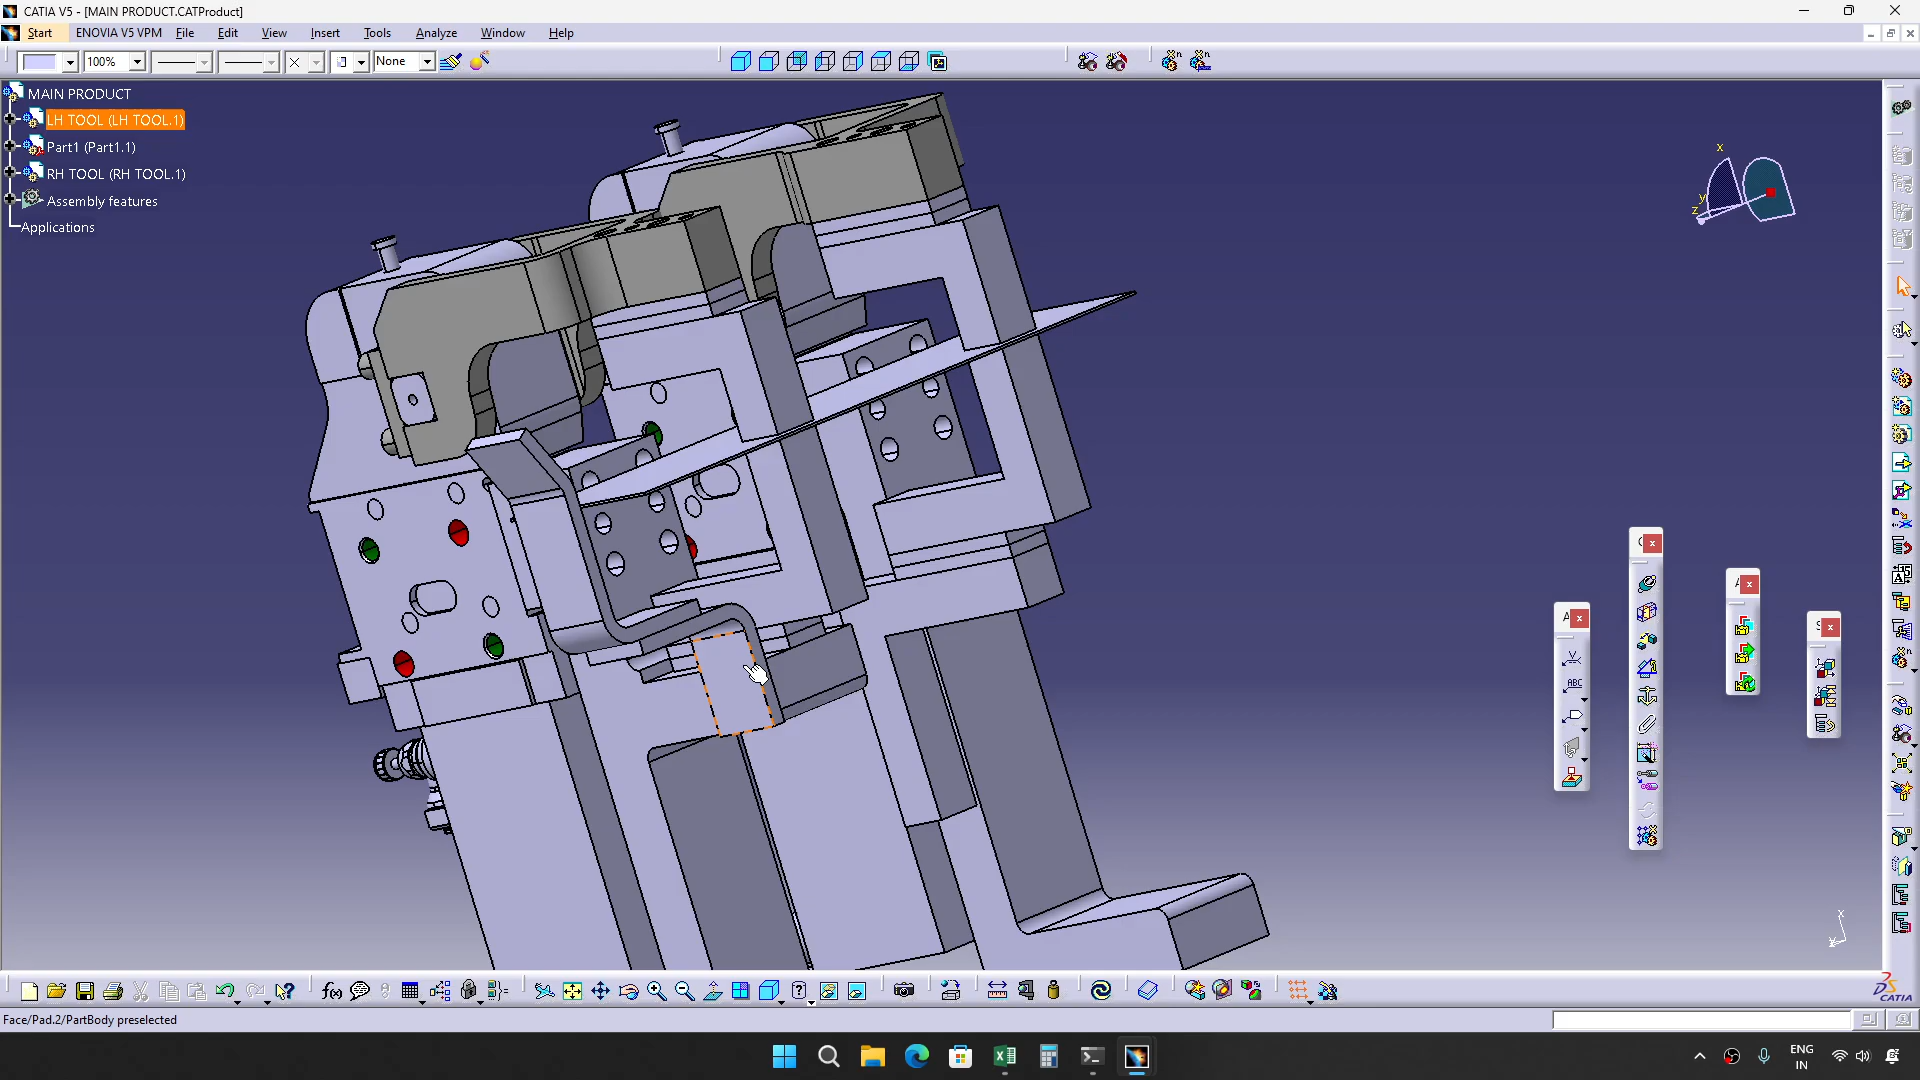 CATIA V5 - [MAIN PRODUCT.CATProduct]
Start ENOVIA V5 VPM File Edit View Insert Tools Analyze Window Help
100% None
MAIN PRODUCT
LH TOOL (LH TOOL.1)
Part1 (Part1.1)
RH TOOL (RH TOOL.1)
Assembly features
Applications
x
y
z
A
S
ABC
x
f(x)
CATIA
Face/Pad.2/PartBody preselected
ENG
IN